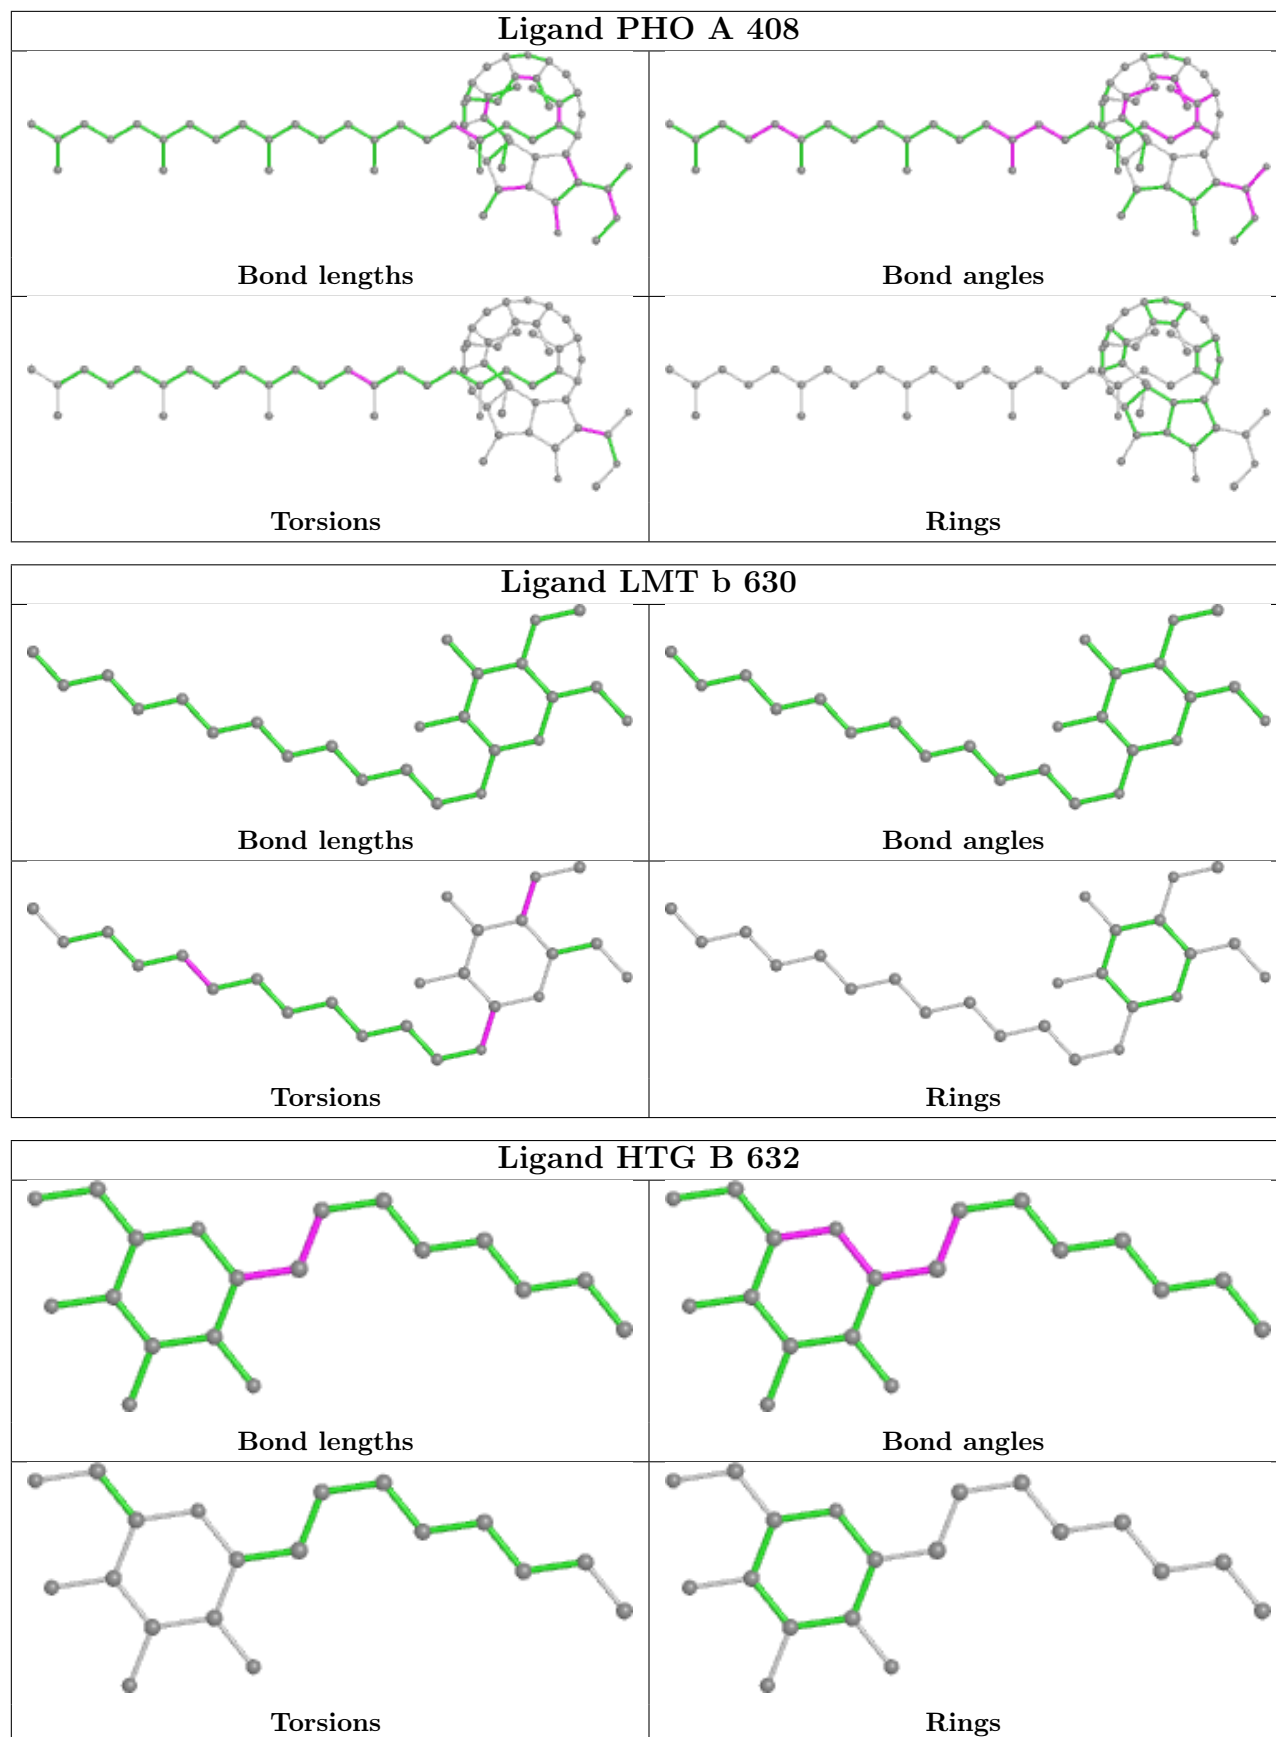 Ligand PHO A 408
Bond lengths
Bond angles
Torsions
Rings
Ligand LMT b 630
Bond lengths
Bond angles
Torsions
Rings
Ligand HTG B 632
Bond lengths
Bond angles
Torsions
Rings